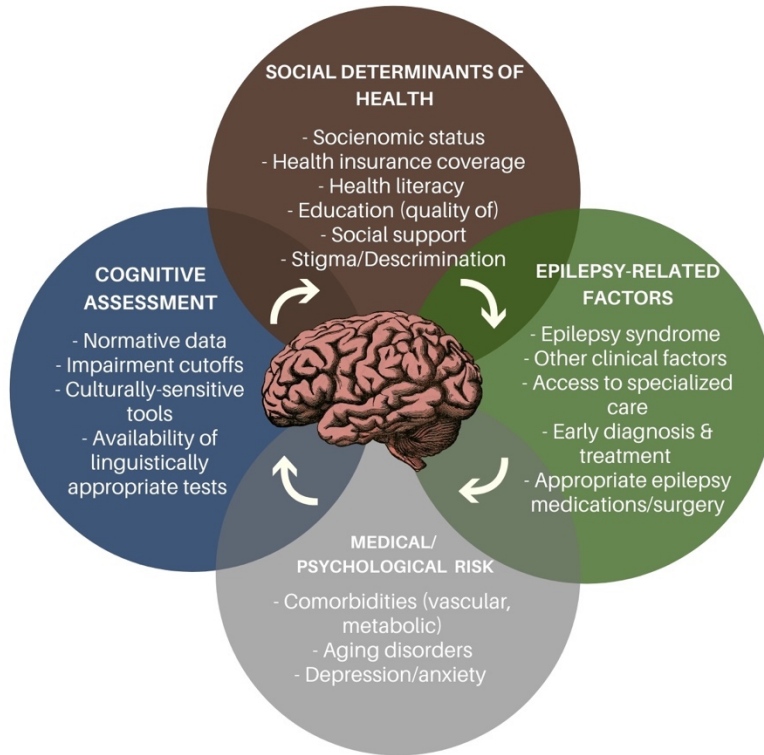 SOCIAL DETERMINANTS OF
HEALTH
- Socienomic status
- Health insurance coverage
- Health literacy
- Education (quality of)
- Social support
- Stigma/Descrimination
COGNITIVE
ASSESSMENT
- Normative data
- Impairment cutoffs
- Culturally-sensitive
tools
- Availability of
linguistically
appropriate tests
EPILEPSY-RELATED
FACTORS
- Epilepsy syndrome
- Other clinical factors
- Access to specialized
care
- Early diagnosis &
treatment
- Appropriate epilepsy
medications/surgery
MEDICAL/
PSYCHOLOGICAL RISK
- Comorbidities (vascular,
metabolic)
- Aging disorders
- Depression/anxiety